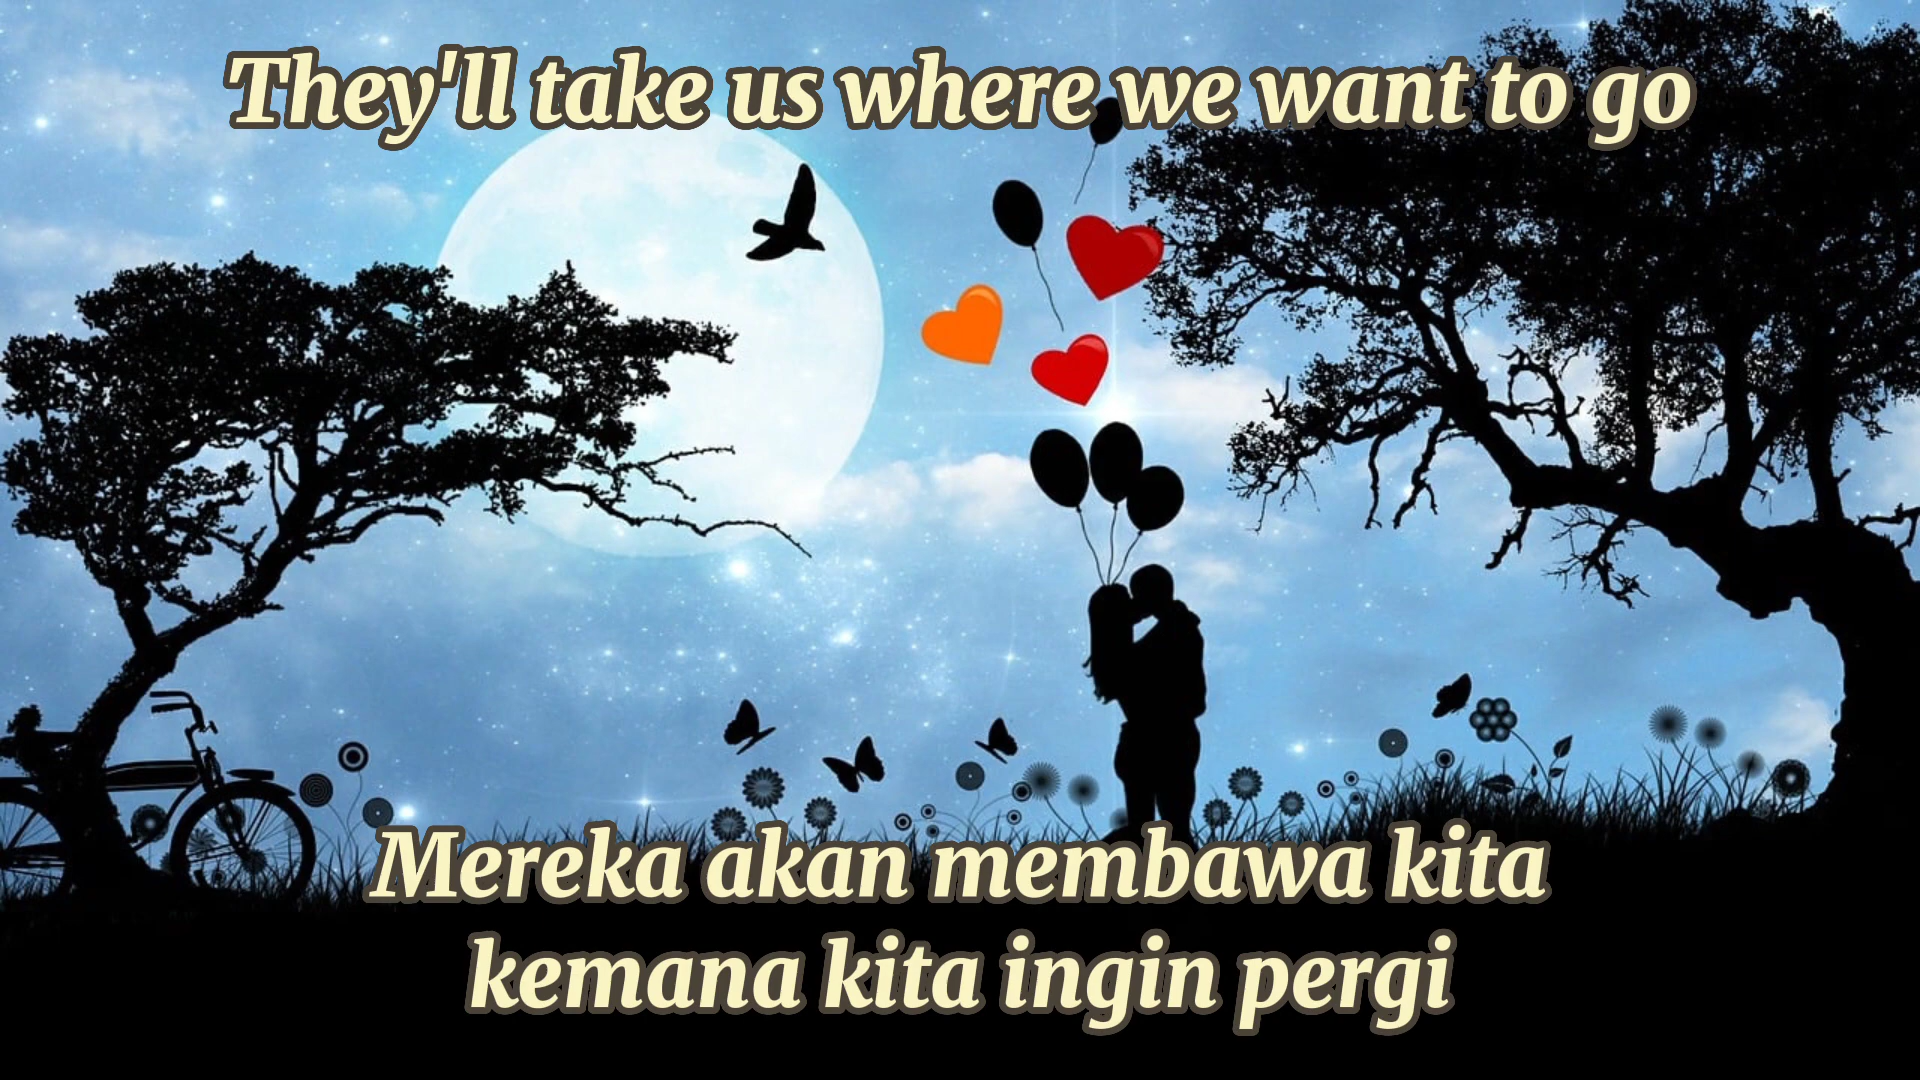 They'll take us where we want to go
Mereka akan membawa kita
kemana kita ingin pergi